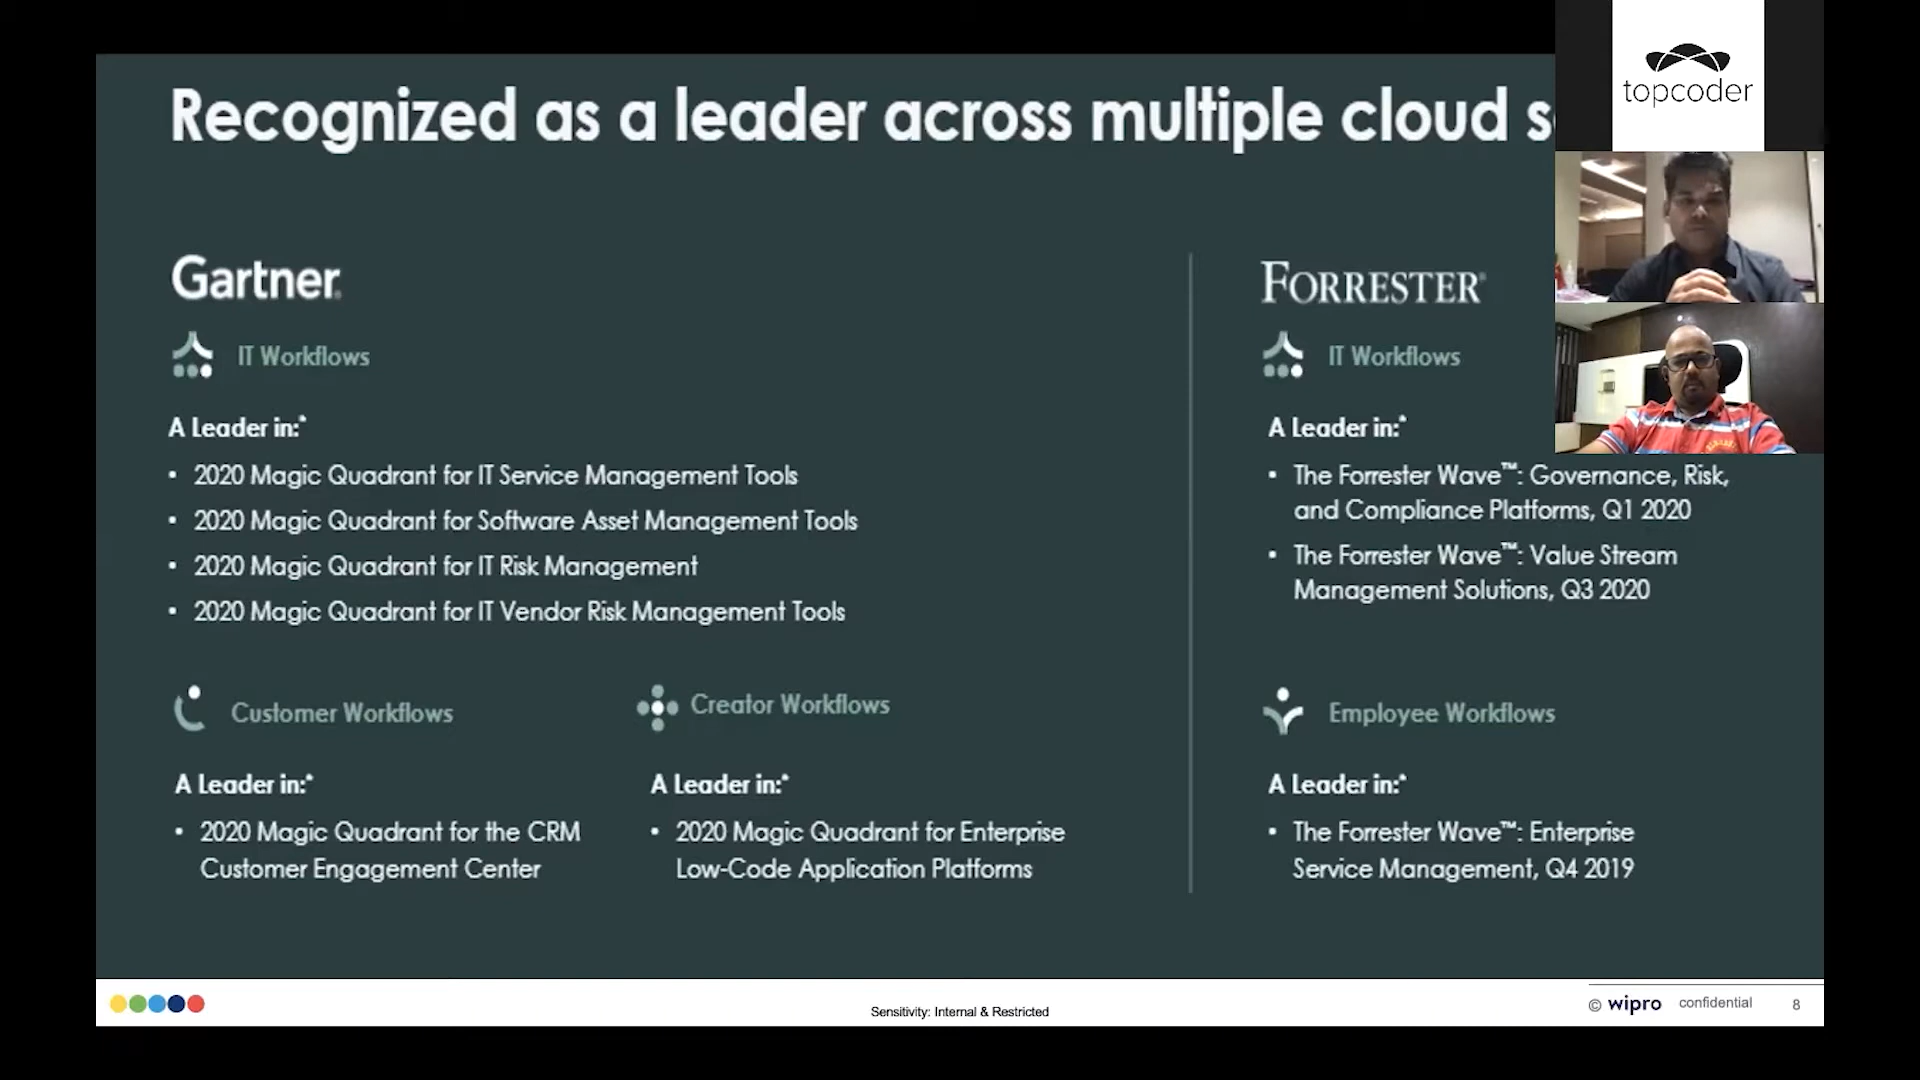 Recognized as a leader across multiple cloud
topcoder
Gartner
IT Workflows
A Leader in:*
• 2020 Magic Quadrant for IT Service Management Tools
• 2020 Magic Quadrant for Software Asset Management Tools
• 2020 Magic Quadrant for IT Risk Management
• 2020 Magic Quadrant for IT Vendor Risk Management Tools
Customer Workflows
A Leader in:*
• 2020 Magic Quadrant for the CRM
Customer Engagement Center
Creator Workflows
A Leader in:*
• 2020 Magic Quadrant for Enterprise
Low-Code Application Platforms
FORRESTER®
IT Workflows
A Leader in:*
• The Forrester Wave™: Governance, Risk,
and Compliance Platforms, Q1 2020
• The Forrester Wave™: Value Stream
Management Solutions, Q3 2020
Employee Workflows
A Leader in:*
• The Forrester Wave™: Enterprise
Service Management, Q4 2019
Sensitivity: Internal & Restricted
© wipro confidential 8